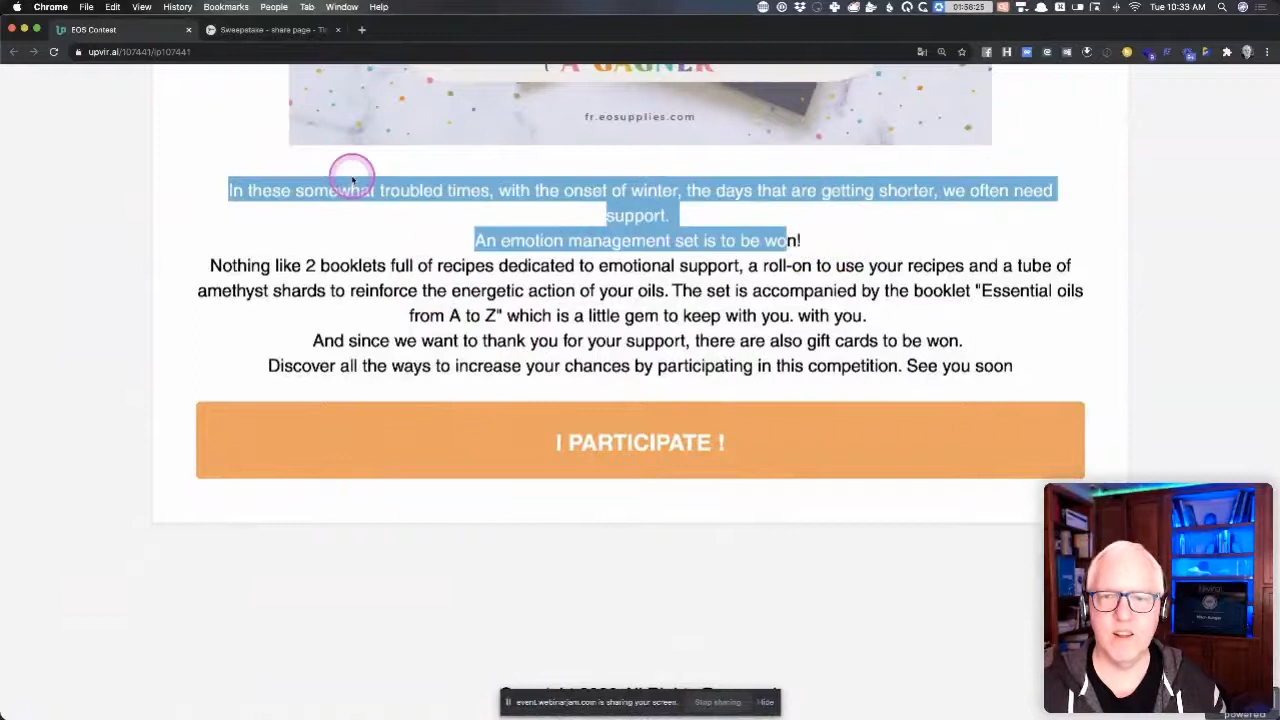 Chrome File Edit View History Bookmarks People Tab Window Help
01:58:25
Tue 10:33 AM
EOS Contest
Sweepstake - share page -
upvir.al/107441/lp107441
À GAGNER
fr.eosupplies.com
In these somewhat troubled times, with the onset of winter, the days that are getting shorter, we often need
support.
An emotion management set is to be won!
Nothing like 2 booklets full of recipes dedicated to emotional support, a roll-on to use your recipes and a tube of
amethyst shards to reinforce the energetic action of your oils. The set is accompanied by the booklet "Essential oils
from A to Z" which is a little gem to keep with you. with you.
And since we want to thank you for your support, there are also gift cards to be won.
Discover all the ways to increase your chances by participating in this competition. See you soon
I PARTICIPATE !
event.webinarjam.com is sharing your screen.
Stop sharing
Hide
powered